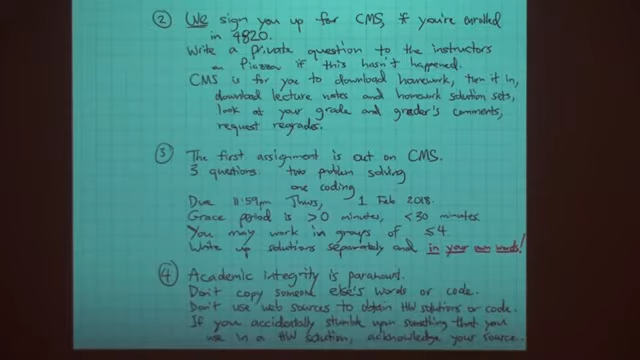 ② We sign you up for CMS, if you're enrolled
in 4820.
Write a private question to the instructors
on Piazza if this hasn't happened.
CMS is for you to download homework, turn it in,
download lecture notes and homework solution sets,
look at your grade and grader's comments,
request regrades.
③ The first assignment is out on CMS.
3 questions: two problem solving
one coding
Due 11:59pm Thurs, 1 Feb 2018.
Grace period is >0 minutes, <30 minutes.
You may work in groups of ≤4.
Write up solutions separately and in your own words!
④ Academic integrity is paramount.
Don't copy someone else's words or code.
Don't use web sources to obtain HW solutions or code.
If you accidentally stumble upon something that you
use in a HW solution, acknowledge your source.